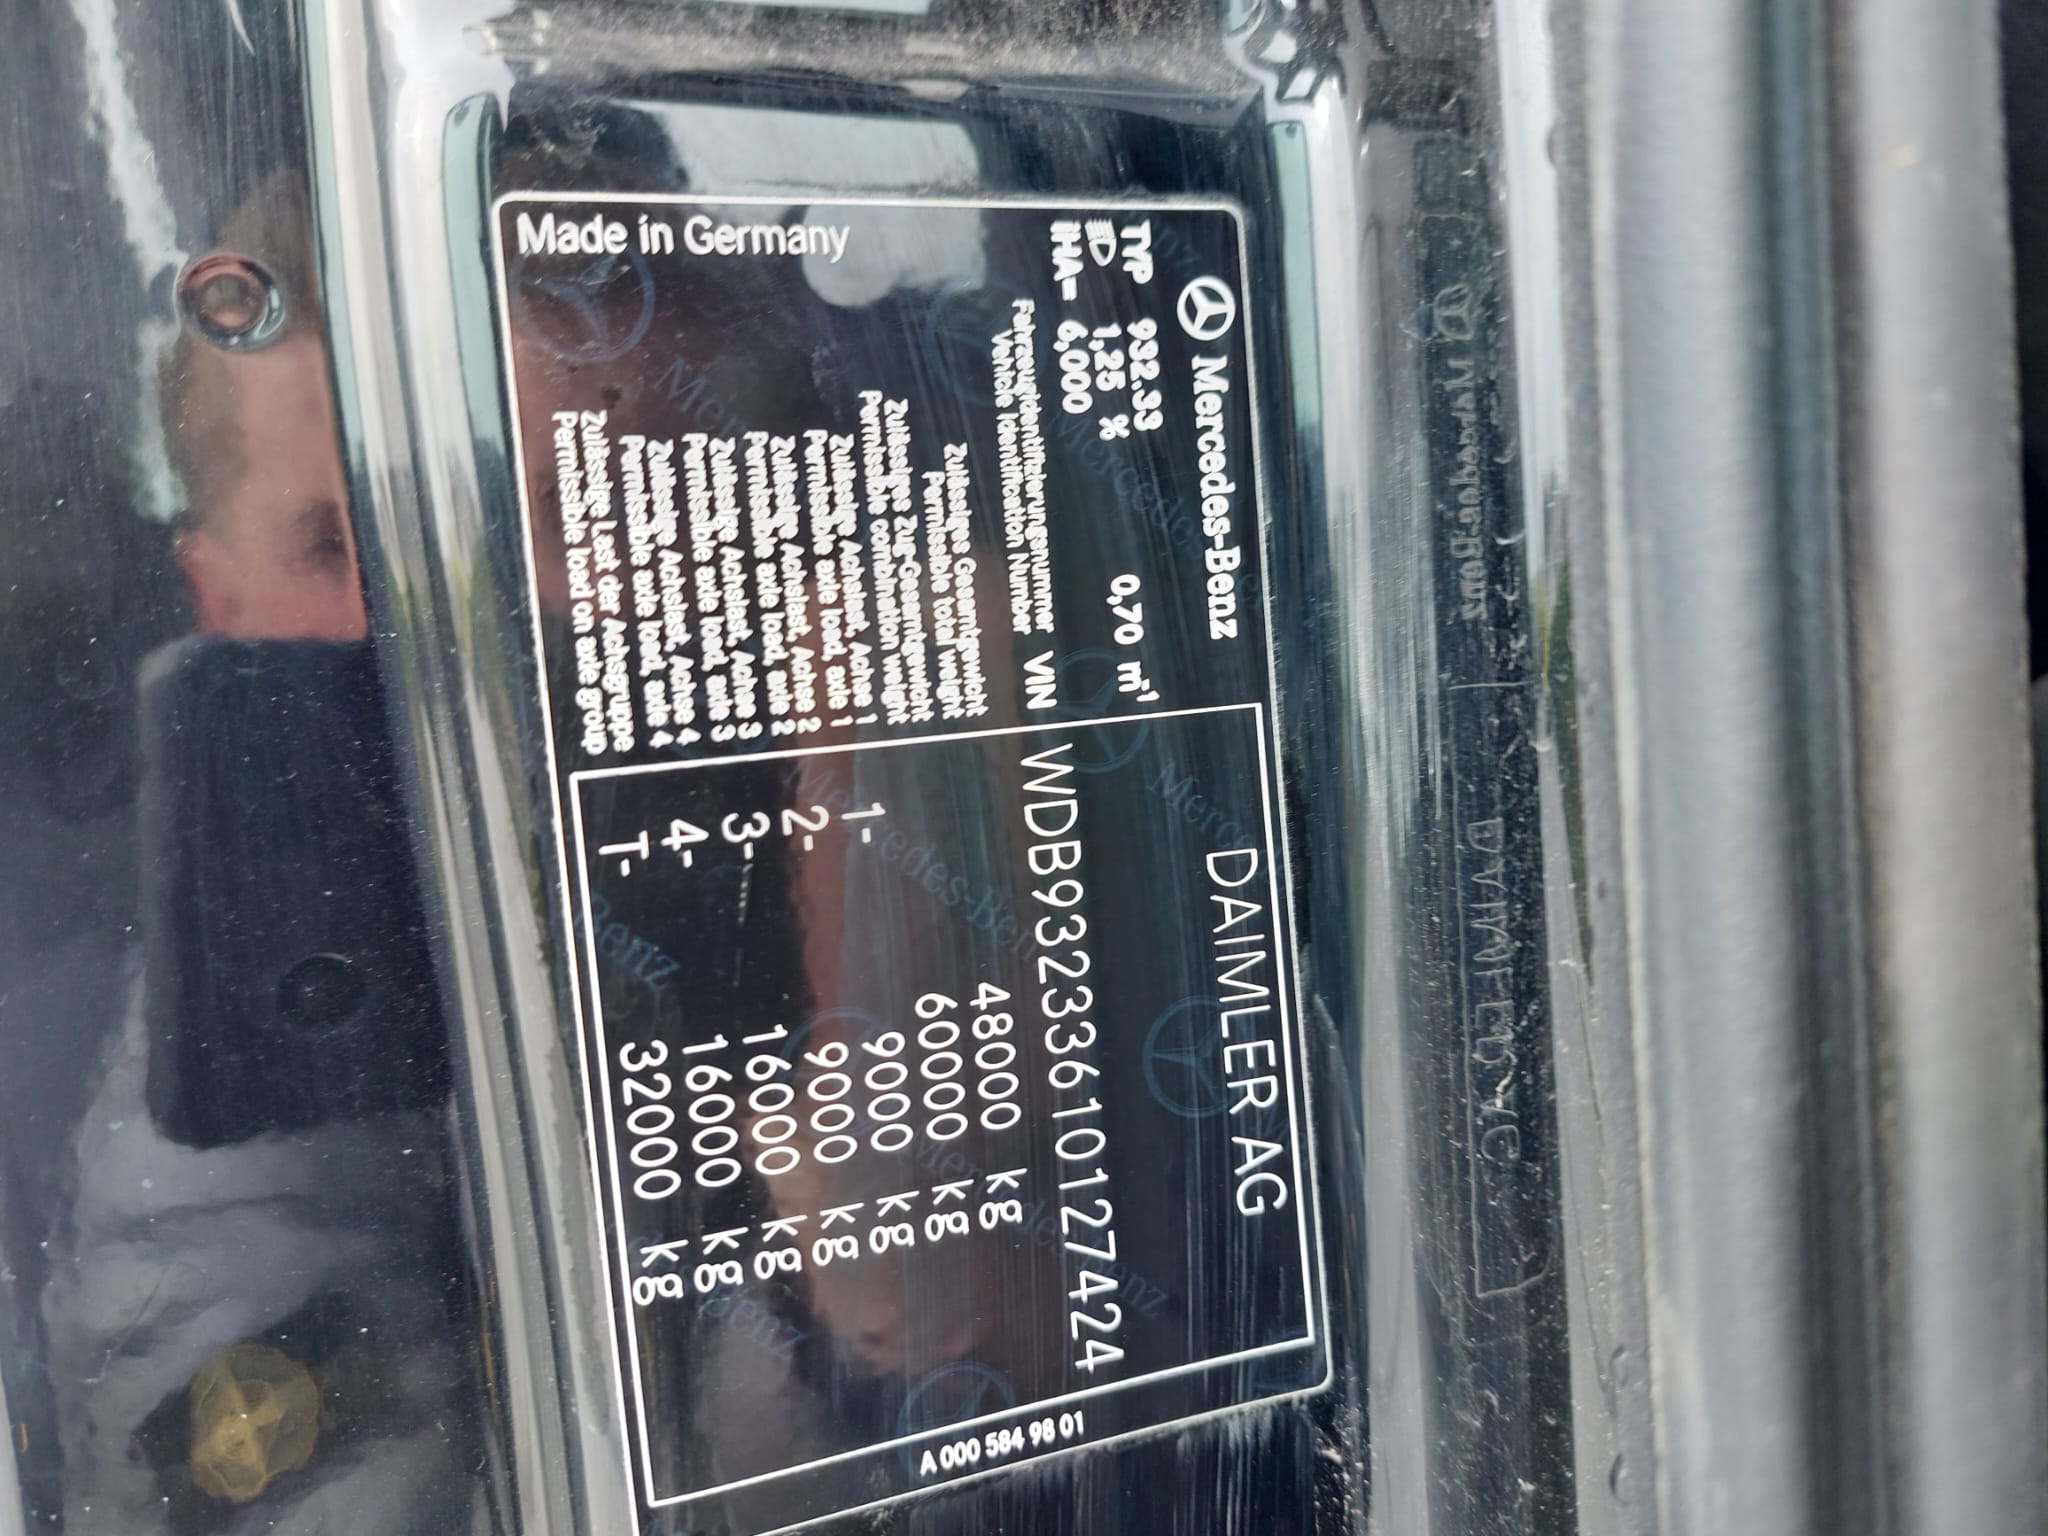 Mercedes-Benz
DAIMLER AG
TYP 932.33
1,25 % 0,70 m-1
IHA= 6,000
Fahrzeugidentifizierungsnummer VIN WDB9323361O127424
Vehicle Identification Number
Zulässiges Gesamtgewicht 48000 kg
Permissible total weight
Zulässiges Zug-Gesamtgewicht 60000 kg
Permissible combination weight
Zulässige Achslast, Achse 1 1- 9000 kg
Permissible axle load, axle 1
Zulässige Achslast, Achse 2 2- 9000 kg
Permissible axle load, axle 2
Zulässige Achslast, Achse 3 3- 16000 kg
Permissible axle load, axle 3
Zulässige Achslast, Achse 4 4- 16000 kg
Permissible axle load, axle 4
Zulässige Last der Achsgruppe T- 32000 kg
Permissible load on axle group
Made in Germany
A 000 584 98 01